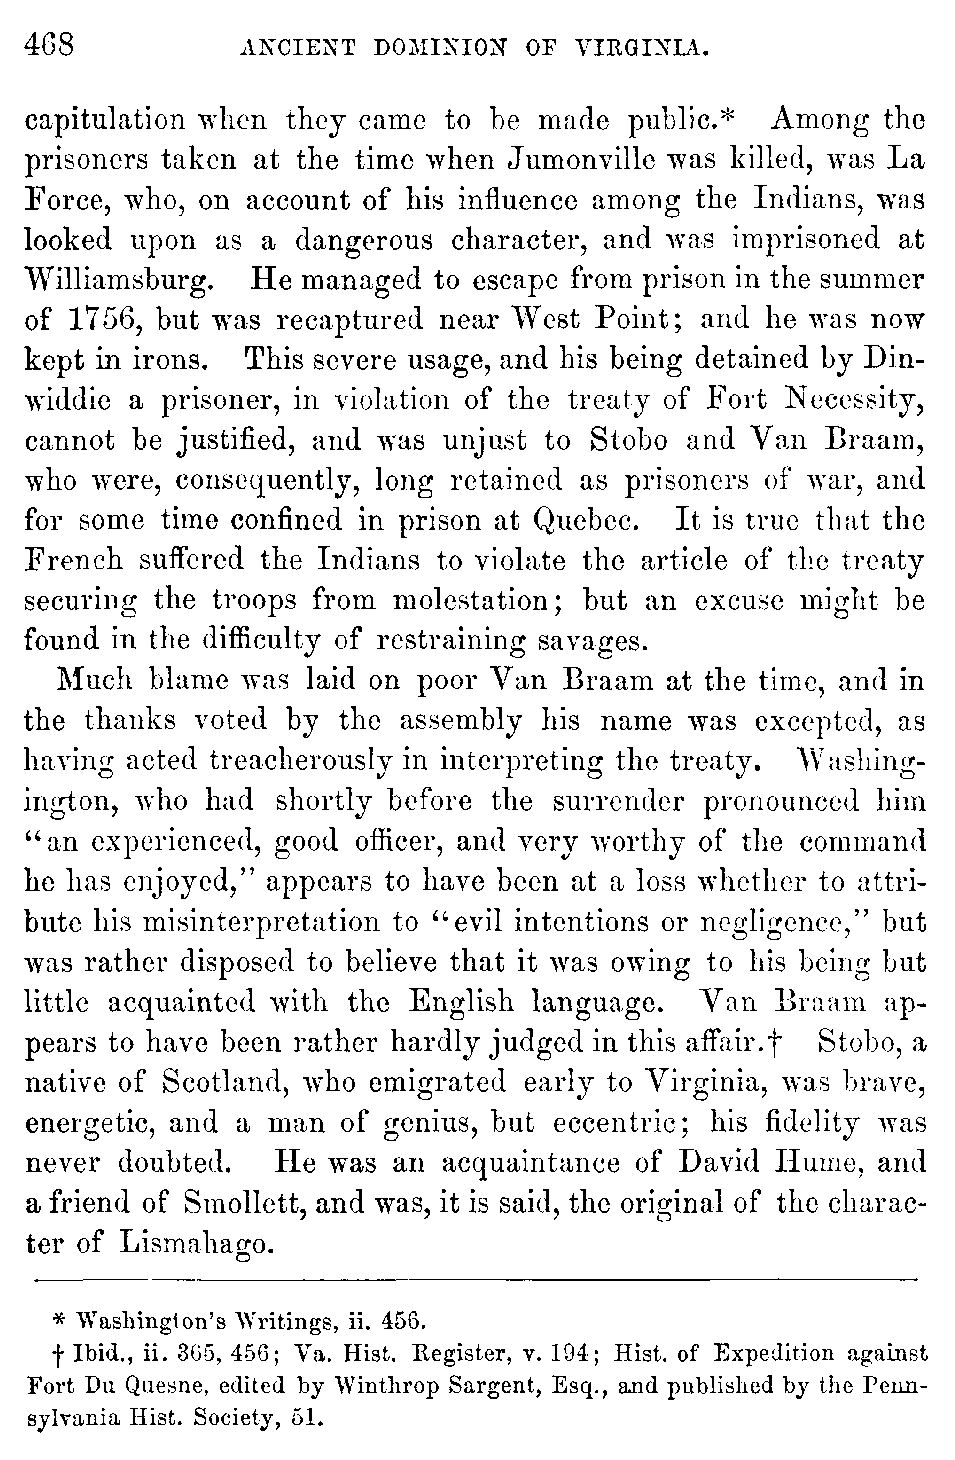 468 ANCIENT DOMINION OF VIRGINIA.
capitulation when they came to be made public.* Among the
prisoners taken at the time when Jumonville was killed, was La
Force, who, on account of his influence among the Indians, was
looked upon as a dangerous character, and was imprisoned at
Williamsburg. He managed to escape from prison in the summer
of 1756, but was recaptured near West Point; and he was now
kept in irons. This severe usage, and his being detained by Din-
widdie a prisoner, in violation of the treaty of Fort Necessity,
cannot be justified, and was unjust to Stobo and Van Braam,
who were, consequently, long retained as prisoners of war, and
for some time confined in prison at Quebec. It is true that the
French suffered the Indians to violate the article of the treaty
securing the troops from molestation; but an excuse might be
found in the difficulty of restraining savages.
Much blame was laid on poor Van Braam at the time, and in
the thanks voted by the assembly his name was excepted, as
having acted treacherously in interpreting the treaty. Washing-
ington, who had shortly before the surrender pronounced him
"an experienced, good officer, and very worthy of the command
he has enjoyed," appears to have been at a loss whether to attri-
bute his misinterpretation to "evil intentions or negligence," but
was rather disposed to believe that it was owing to his being but
little acquainted with the English language. Van Braam ap-
pears to have been rather hardly judged in this affair.† Stobo, a
native of Scotland, who emigrated early to Virginia, was brave,
energetic, and a man of genius, but eccentric; his fidelity was
never doubted. He was an acquaintance of David Hume, and
a friend of Smollett, and was, it is said, the original of the charac-
ter of Lismahago.
* Washington's Writings, ii. 456.
† Ibid., ii. 365, 456; Va. Hist. Register, v. 194; Hist. of Expedition against
Fort Du Quesne, edited by Winthrop Sargent, Esq., and published by the Penn-
sylvania Hist. Society, 51.